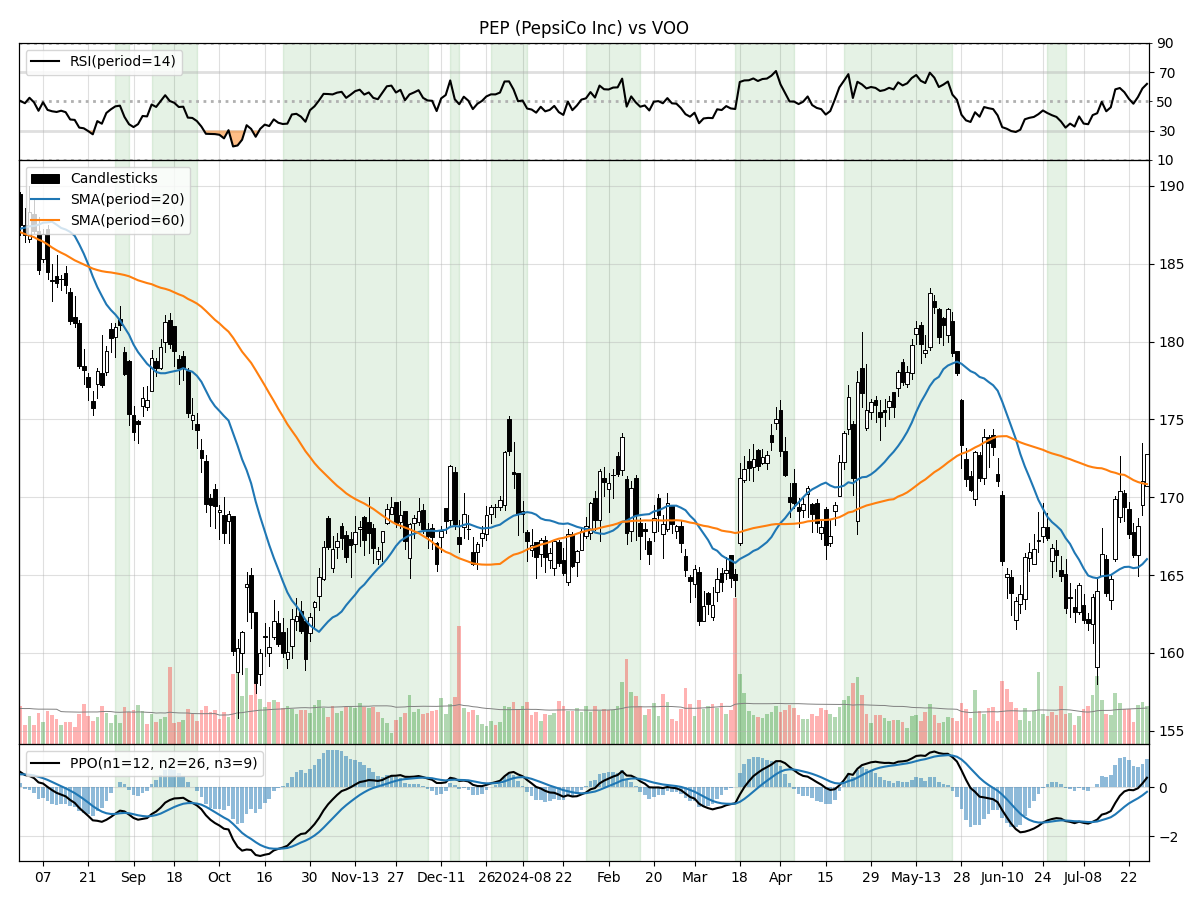 PEP (PepsiCo Inc) vs VOO
RSI(period=14)
90
70
50
30
10
Candlesticks
SMA(period=20)
SMA(period=60)
190
185
180
175
170
165
160
155
PPO(n1=12, n2=26, n3=9)
0
−2
07 21 Sep 18 Oct 16 30 Nov-13 27 Dec-11 26 2024-08 22 Feb 20 Mar 18 Apr 15 29 May-13 28 Jun-10 24 Jul-08 22